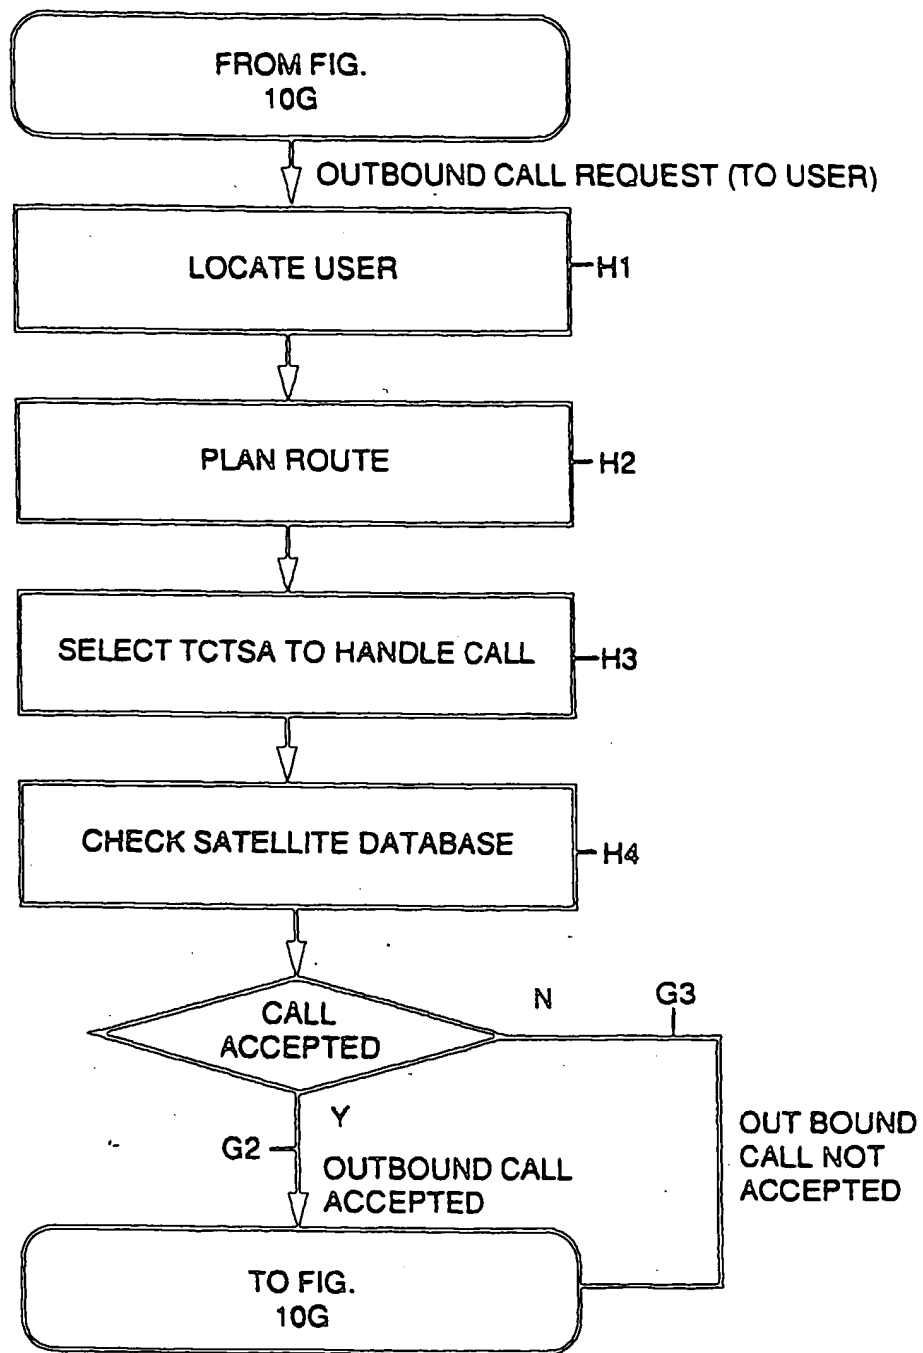 FROM FIG.
10G
OUTBOUND CALL REQUEST (TO USER)
LOCATE USER
H1
PLAN ROUTE
H2
SELECT TCTSA TO HANDLE CALL
H3
CHECK SATELLITE DATABASE
H4
CALL
ACCEPTED
N
G3
Y
G2
OUTBOUND CALL
ACCEPTED
OUT BOUND
CALL NOT
ACCEPTED
TO FIG.
10G